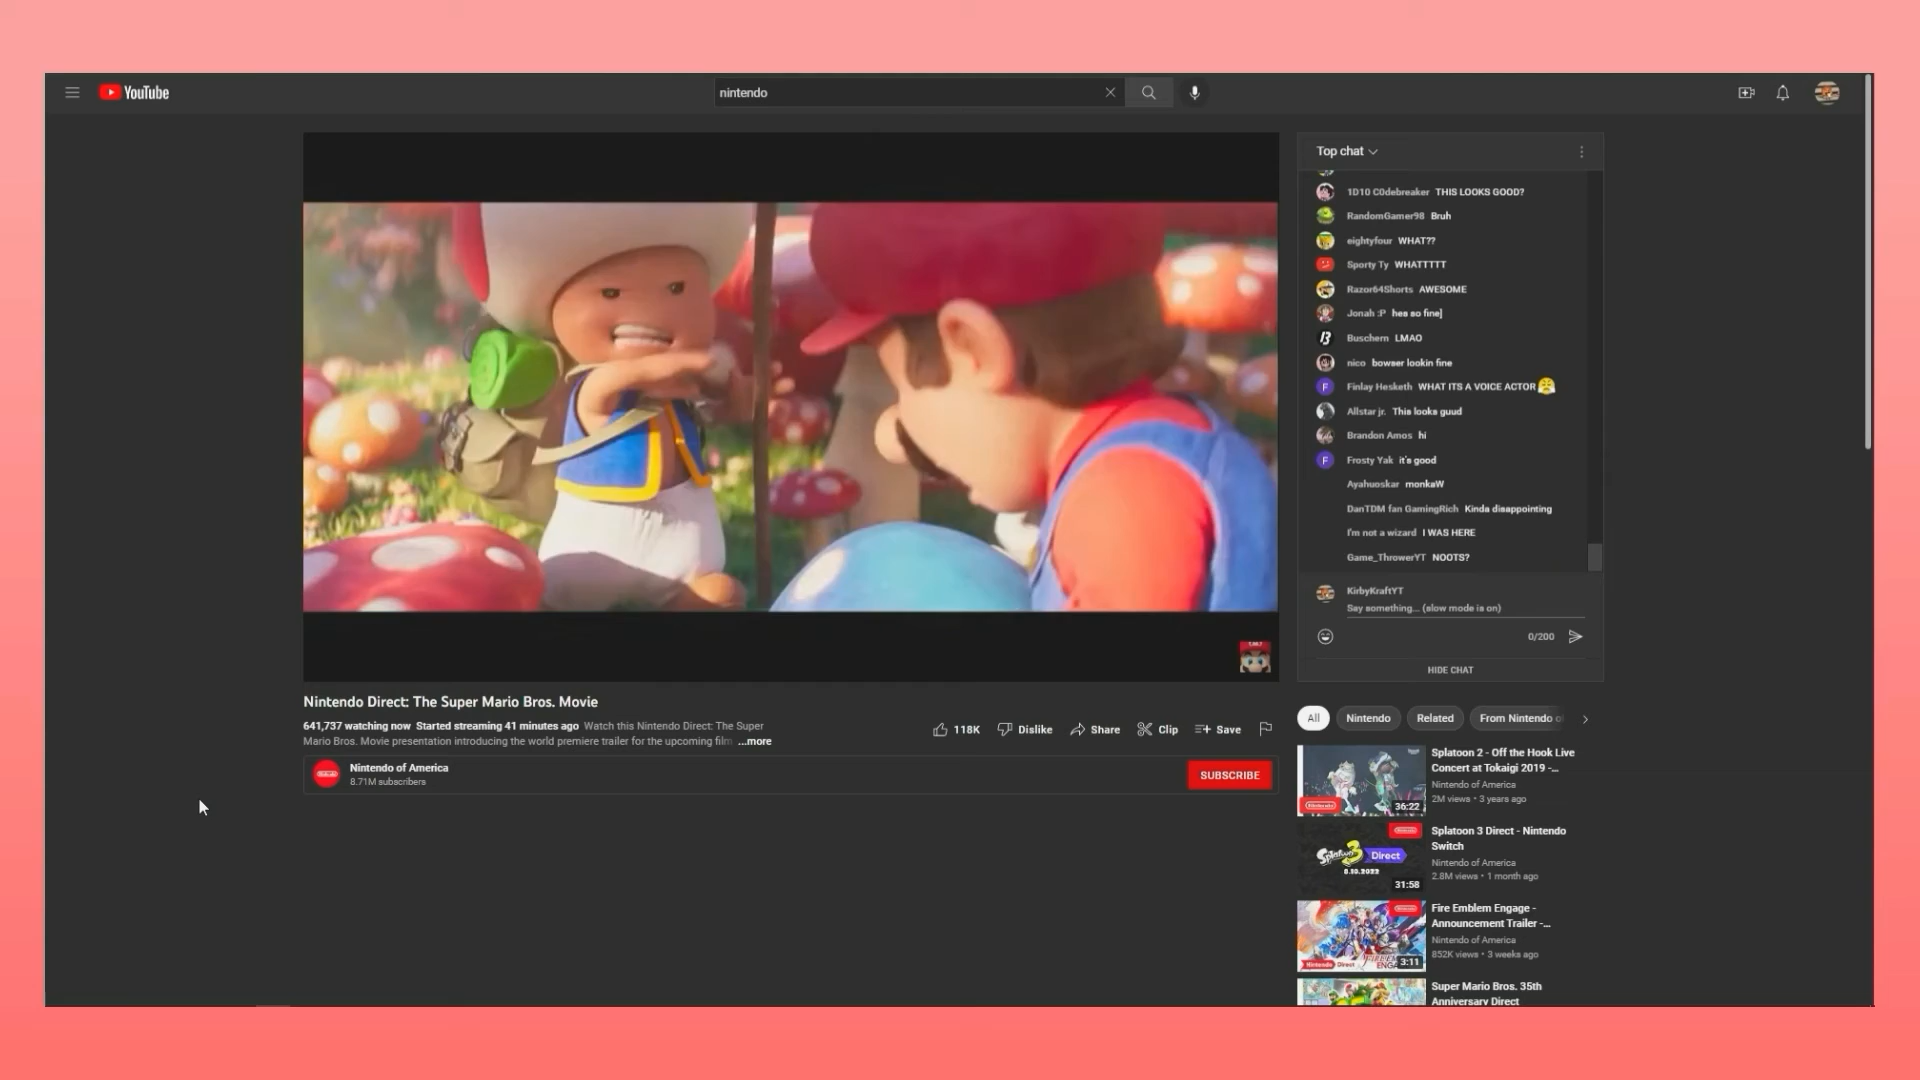 YouTube
nintendo
Top chat
1D10 C0debreaker THIS LOOKS GOOD?
RandomGamer98 Bruh
eightyfour WHAT??
Sporty Ty WHATTTTT
Razor64Shorts AWESOME
Jonah :P hes so fine]
Buschern LMAO
nico bowser lookin fine
Finlay Hesketh WHAT ITS A VOICE ACTOR
Allstar jr. This looks guud
Brandon Amos hi
Frosty Yak it's good
Ayahuoskar monkaW
DanTDM fan GamingRich Kinda disappointing
I'm not a wizard I WAS HERE
Game_ThrowerYT NOOTS?
KirbyKraftYT
Say something... (slow mode is on)
0/200
HIDE CHAT
Nintendo Direct: The Super Mario Bros. Movie
641,737 watching now Started streaming 41 minutes ago Watch this Nintendo Direct: The Super
Mario Bros. Movie presentation introducing the world premiere trailer for the upcoming film ...more
118K Dislike Share Clip Save
Nintendo of America
8.71M subscribers
SUBSCRIBE
All Nintendo Related From Nintendo o
Splatoon 2 - Off the Hook Live
Concert at Tokaigi 2019 -...
Nintendo of America
2M views • 3 years ago
Nintendo
36:22
Splatoon 3 Direct - Nintendo
Switch
Nintendo of America
2.8M views • 1 month ago
Splatoon 3 Direct
8.10.2022
31:58
Fire Emblem Engage -
Announcement Trailer -...
Nintendo of America
852K views • 3 weeks ago
Nintendo Direct
3:11
Super Mario Bros. 35th
Anniversary Direct